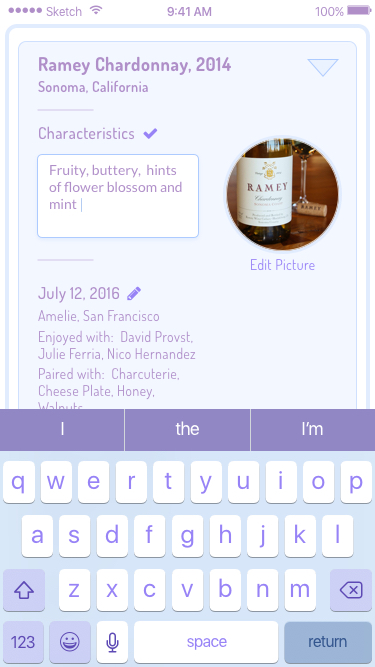 Sketch 9:41 AM 100%
Ramey Chardonnay, 2014
Sonoma, California
Characteristics
Fruity, buttery, hints
of flower blossom and
mint
RAMEY
Chardonnay
RAMEY
Edit Picture
July 12, 2016
Amelie, San Francisco
Enjoyed with: David Provst,
Julie Ferria, Nico Hernandez
Paired with: Charcuterie,
Cheese Plate, Honey,
Walnuts
I the I'm
q w e r t y u i o p
a s d f g h j k l
z x c v b n m
123 space return